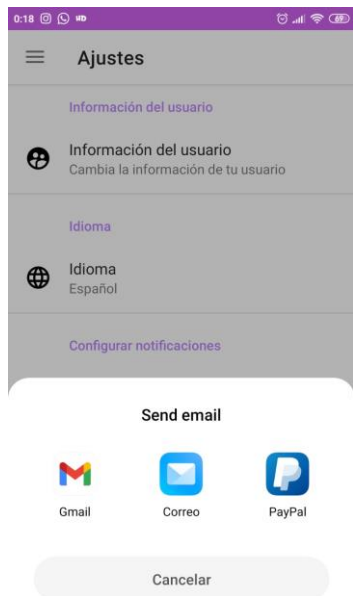 0:18
69
Ajustes
Información del usuario
Información del usuario
Cambia la información de tu usuario
Idioma
Idioma
Español
Configurar notificaciones
Send email
Gmail
Correo
PayPal
Cancelar